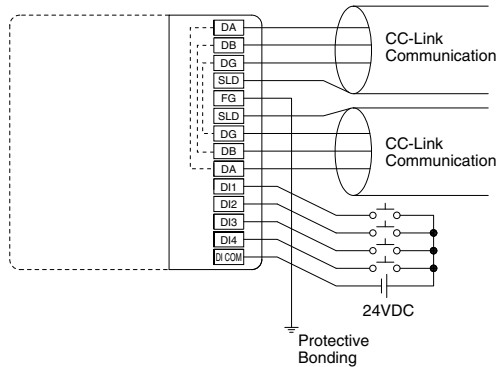 DA
DB
DG
SLD
FG
SLD
DG
DB
DA
DI1
DI2
DI3
DI4
DI COM
CC-Link
Communication
CC-Link
Communication
24VDC
Protective
Bonding